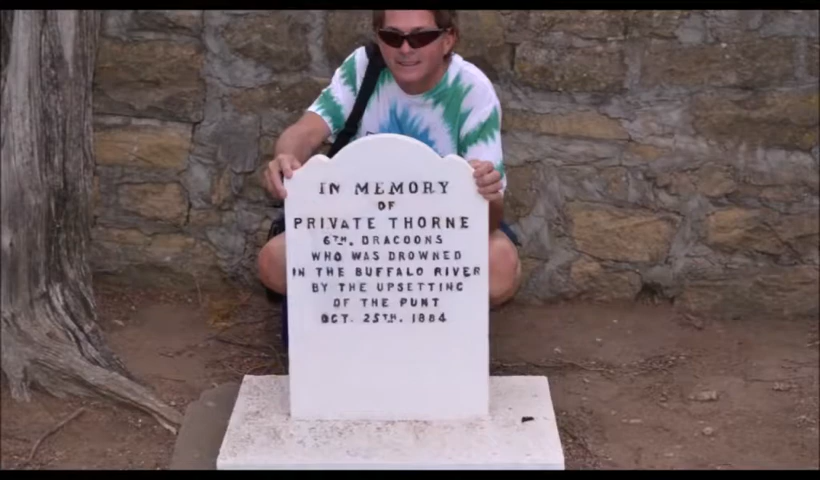 IN MEMORY
OF
PRIVATE THORNE
6TH. DRAGOONS
WHO WAS DROWNED
IN THE BUFFALO RIVER
BY THE UPSETTING
OF THE PUNT
OCT. 25TH. 1884